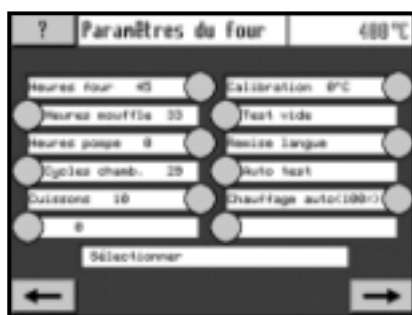 ? Paramètres du four 400°C
Heures four 45
Calibration 0°C
Heures mouffle 33
Test vide
Heures pompe 0
Remise langue
Cycles chamb. 29
Auto test
Cuissons 10
Chauffage auto<100<>
0
Sélectionner